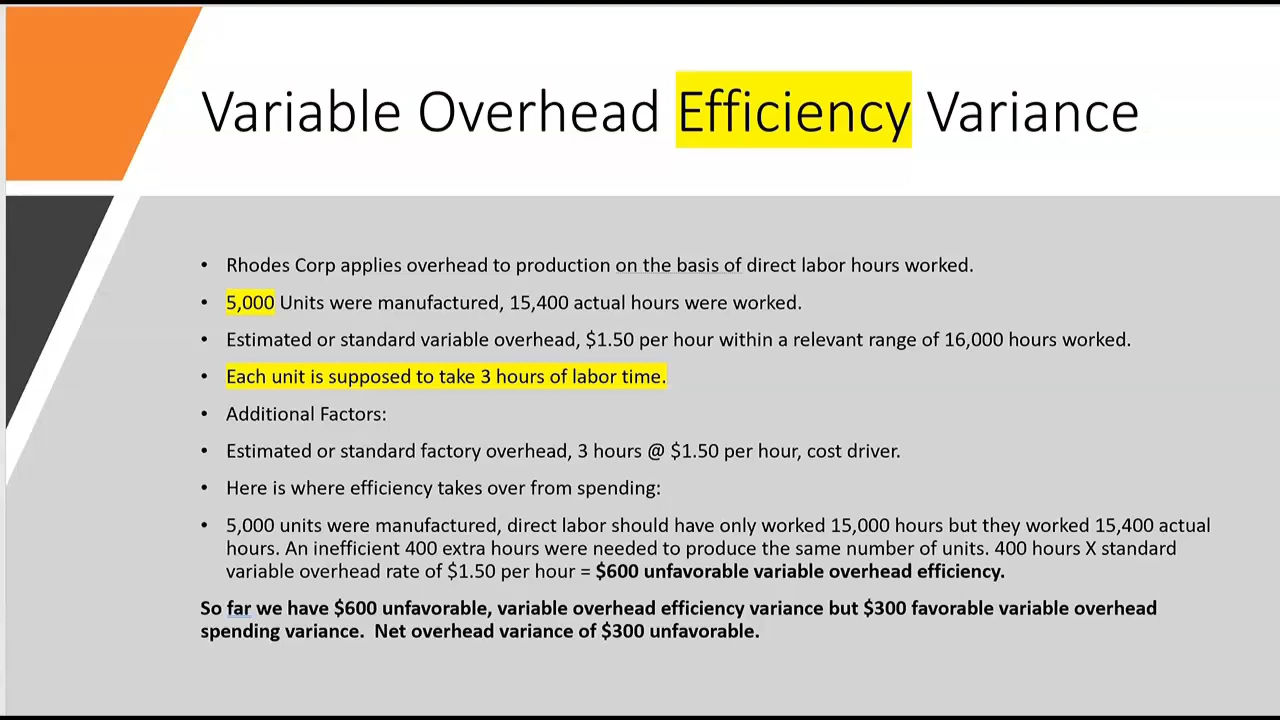 Variable Overhead Efficiency Variance
• Rhodes Corp applies overhead to production on the basis of direct labor hours worked.
• 5,000 Units were manufactured, 15,400 actual hours were worked.
• Estimated or standard variable overhead, $1.50 per hour within a relevant range of 16,000 hours worked.
• Each unit is supposed to take 3 hours of labor time.
• Additional Factors:
• Estimated or standard factory overhead, 3 hours @ $1.50 per hour, cost driver.
• Here is where efficiency takes over from spending:
• 5,000 units were manufactured, direct labor should have only worked 15,000 hours but they worked 15,400 actual
hours. An inefficient 400 extra hours were needed to produce the same number of units. 400 hours X standard
variable overhead rate of $1.50 per hour = $600 unfavorable variable overhead efficiency.
So far we have $600 unfavorable, variable overhead efficiency variance but $300 favorable variable overhead
spending variance. Net overhead variance of $300 unfavorable.